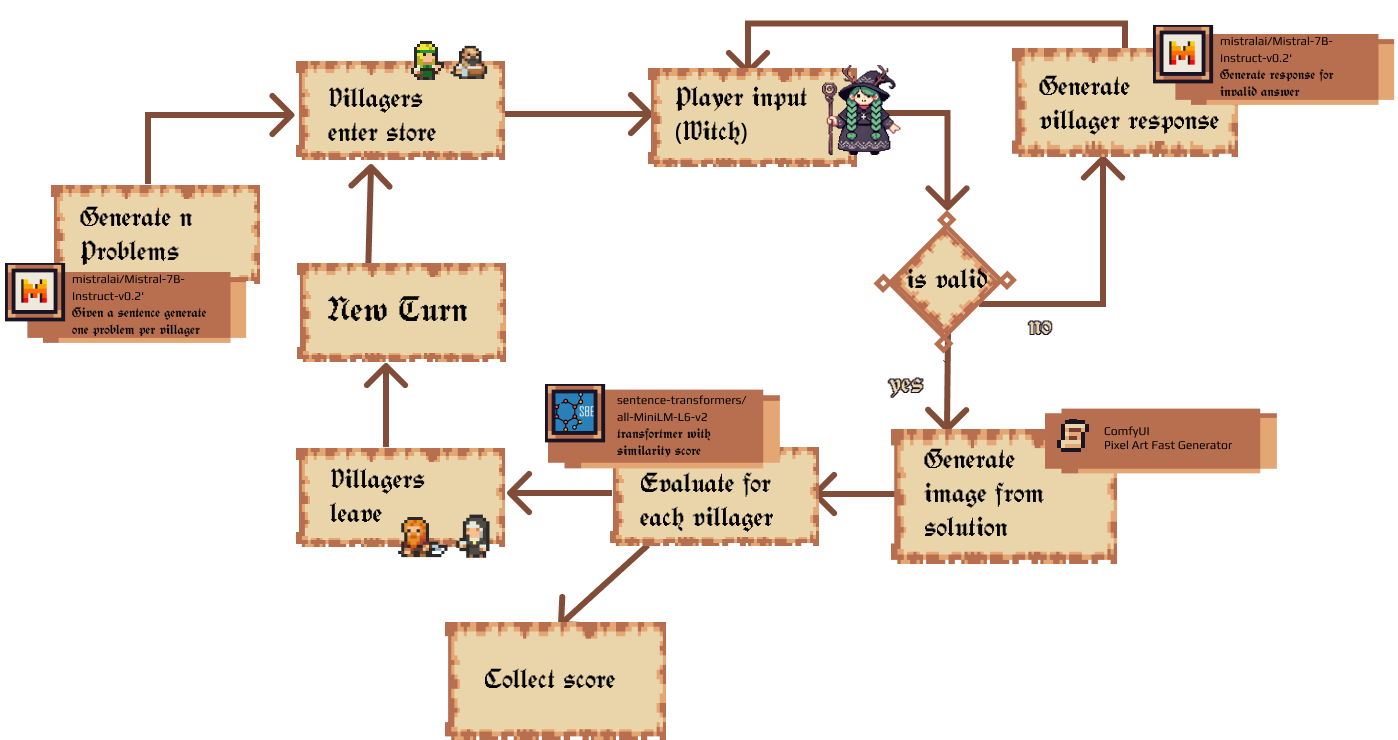 Villagers
enter store
Player input
(Witch)
Generate
villager response
mistralai/Mistral-7B-
Instruct-v0.2'
Generate response for
invalid answer
Generate n
Problems
mistralai/Mistral-7B-
Instruct-v0.2'
Given a sentence generate
one problem per villager
New Turn
is valid
no
yes
sentence-transformers/
all-MiniLM-L6-v2
transfortmer with
similarity score
SBE
ComfyUI
Pixel Art Fast Generator
Generate
image from
solution
Evaluate for
each villager
Villagers
leave
Collect score